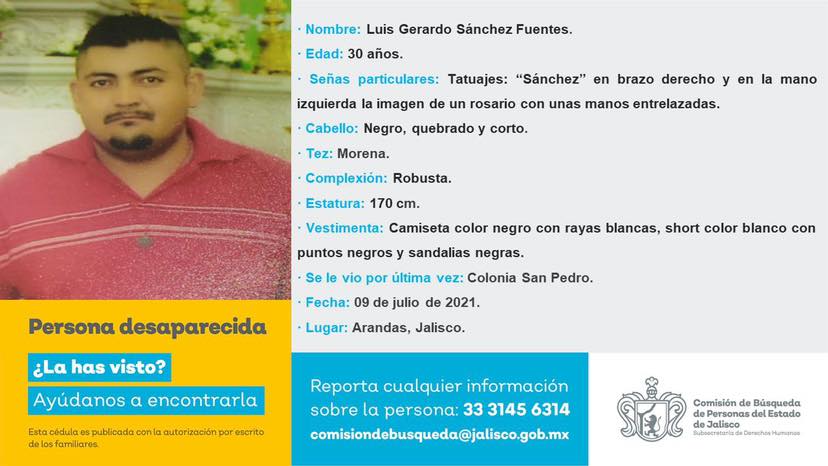 · Nombre: Luis Gerardo Sánchez Fuentes.
· Edad: 30 años.
· Señas particulares: Tatuajes: “Sánchez” en brazo derecho y en la mano
izquierda la imagen de un rosario con unas manos entrelazadas.
· Cabello: Negro, quebrado y corto.
· Tez: Morena.
· Complexión: Robusta.
· Estatura: 170 cm.
· Vestimenta: Camiseta color negro con rayas blancas, short color blanco con
puntos negros y sandalias negras.
· Se le vio por última vez: Colonia San Pedro.
· Fecha: 09 de julio de 2021.
· Lugar: Arandas, Jalisco.
Persona desaparecida
¿La has visto?
Ayúdanos a encontrarla
Esta cédula es publicada con la autorización por escrito
de los familiares.
Reporta cualquier información
sobre la persona: 33 3145 6314
comisiondebusqueda@jalisco.gob.mx
Comisión de Búsqueda
de Personas del Estado
de Jalisco
Subsecretaría de Derechos Humanos